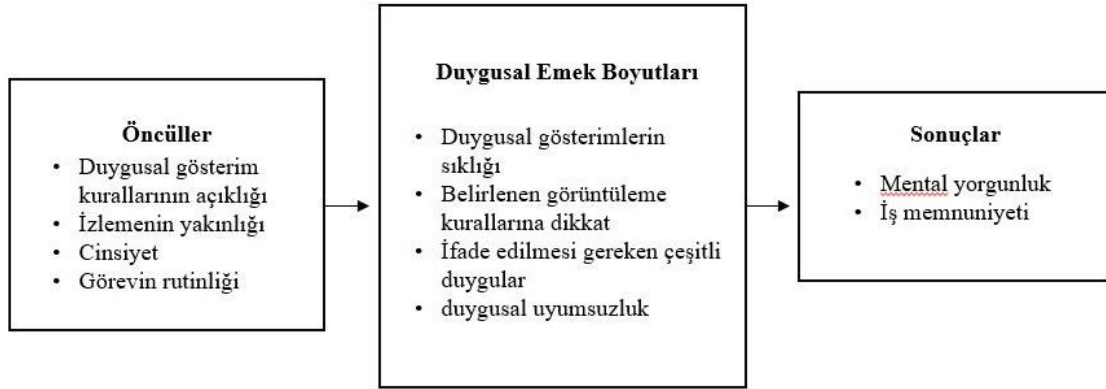 Öncüller
• Duygusal gösterim
kurallarının açıklığı
• İzlemenin yakınlığı
• Cinsiyet
• Görevin rutinliği
Duygusal Emek Boyutları
• Duygusal gösterimlerin
sıklığı
• Belirlenen görüntüleme
kurallarına dikkat
• İfade edilmesi gereken çeşitli
duygular
• duygusal uyumsuzluk
Sonuçlar
• Mental yorgunluk
• İş memnuniyeti